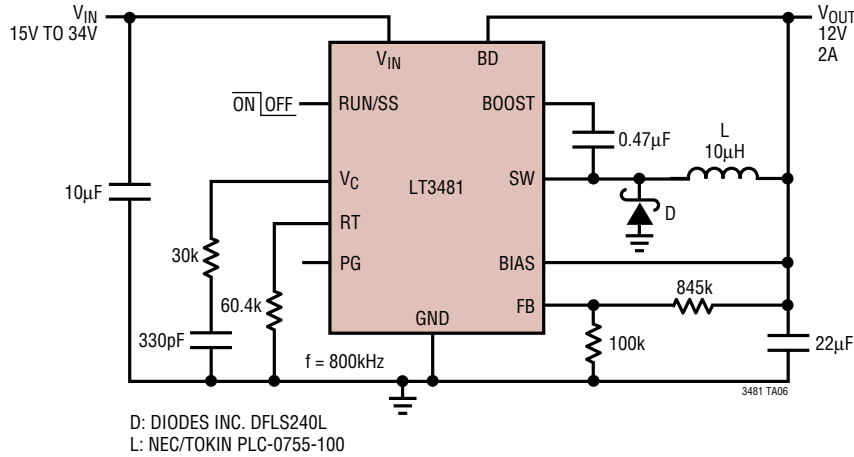 VIN
15V TO 34V
VOUT
12V
2A
VIN
BD
ON OFF
RUN/SS
BOOST
0.47µF
L
10µH
10µF
VC
LT3481
SW
D
RT
30k
PG
BIAS
60.4k
845k
FB
GND
330pF
f = 800kHz
100k
22µF
3481 TA06
D: DIODES INC. DFLS240L
L: NEC/TOKIN PLC-0755-100